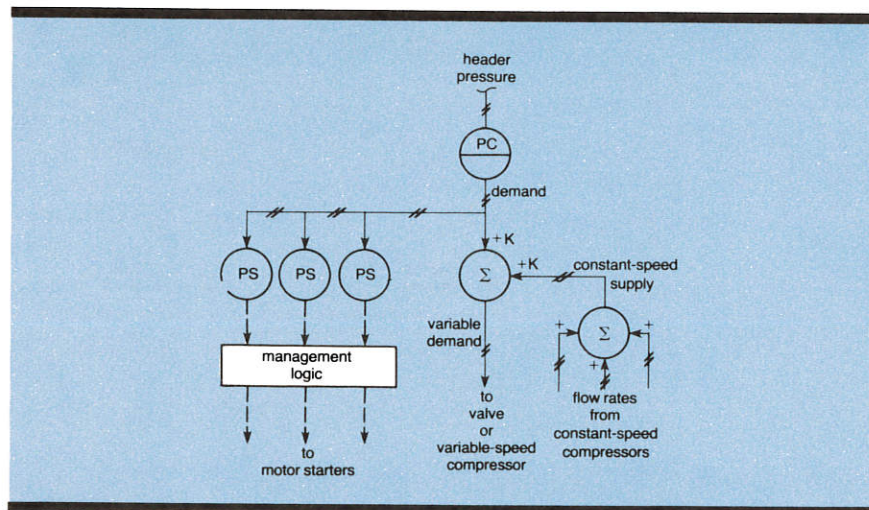 header
pressure
PC
demand
+K
+K
constant-speed
supply
PS
PS
PS
Σ
variable
demand
Σ
+
+
+
management
logic
to
valve
or
variable-speed
compressor
flow rates
from
constant-speed
compressors
to
motor starters